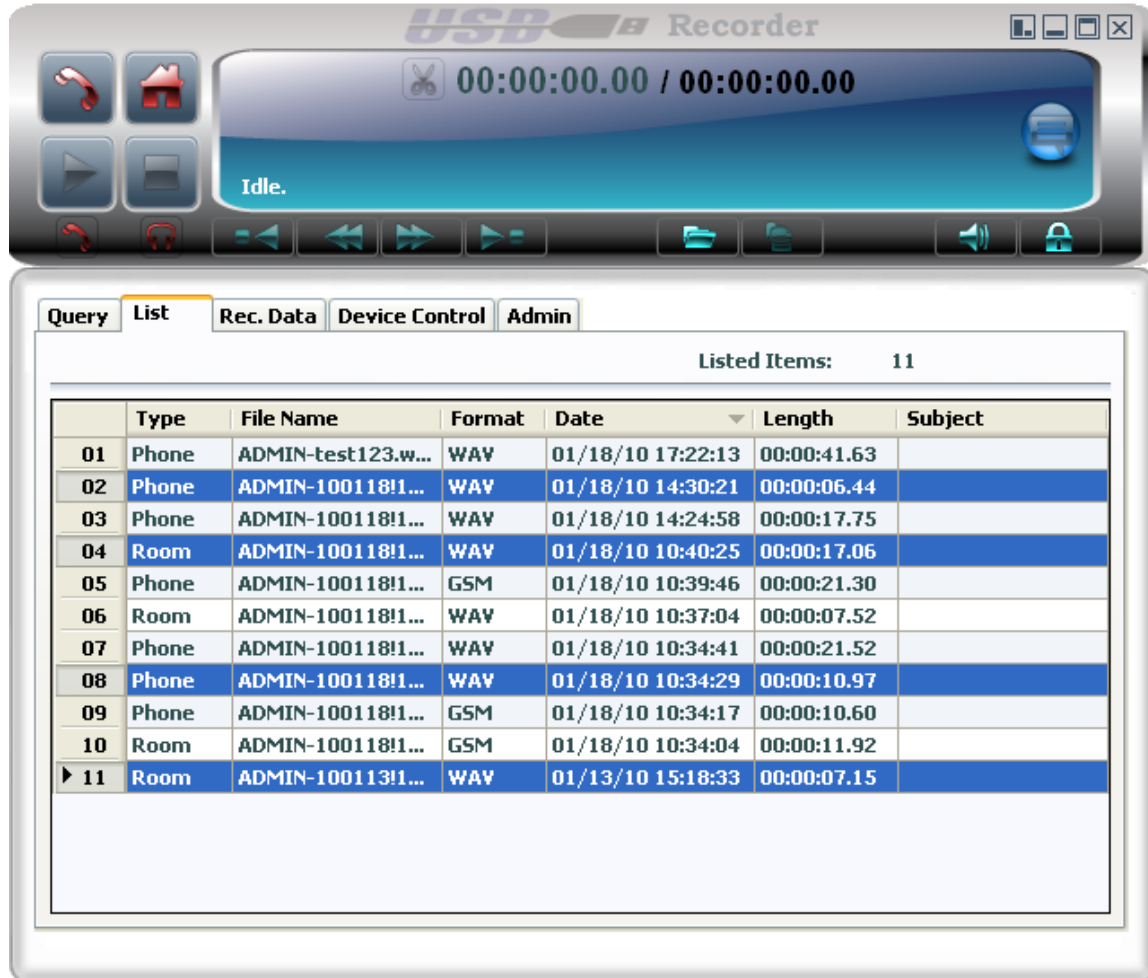 USB Recorder
00:00:00.00 / 00:00:00.00
Idle.
Query List Rec. Data Device Control Admin
Listed Items: 11
Type File Name Format Date Length Subject
01 Phone ADMIN-test123.w... WAV 01/18/10 17:22:13 00:00:41.63
02 Phone ADMIN-100118!1... WAV 01/18/10 14:30:21 00:00:06.44
03 Phone ADMIN-100118!1... WAV 01/18/10 14:24:58 00:00:17.75
04 Room ADMIN-100118!1... WAV 01/18/10 10:40:25 00:00:17.06
05 Phone ADMIN-100118!1... GSM 01/18/10 10:39:46 00:00:21.30
06 Room ADMIN-100118!1... WAV 01/18/10 10:37:04 00:00:07.52
07 Phone ADMIN-100118!1... WAV 01/18/10 10:34:41 00:00:21.52
08 Phone ADMIN-100118!1... WAV 01/18/10 10:34:29 00:00:10.97
09 Phone ADMIN-100118!1... GSM 01/18/10 10:34:17 00:00:10.60
10 Room ADMIN-100118!1... GSM 01/18/10 10:34:04 00:00:11.92
11 Room ADMIN-100113!1... WAV 01/13/10 15:18:33 00:00:07.15